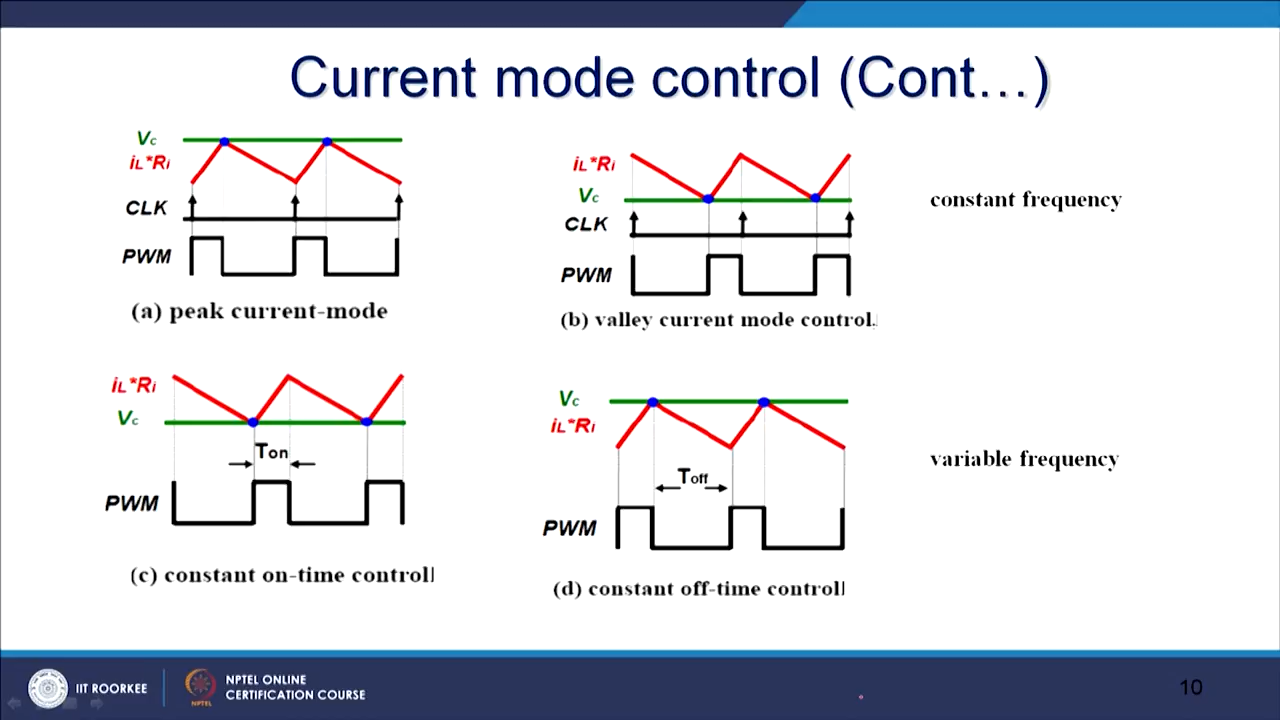 Current mode control (Cont…)
Vc
iL*Ri
CLK
PWM
(a) peak current-mode
iL*Ri
Vc
CLK
PWM
(b) valley current mode control.
constant frequency
iL*Ri
Vc
Ton
PWM
(c) constant on-time control
Vc
iL*Ri
Toff
PWM
(d) constant off-time control
variable frequency
IIT ROORKEE
NPTEL
NPTEL ONLINE
CERTIFICATION COURSE
10